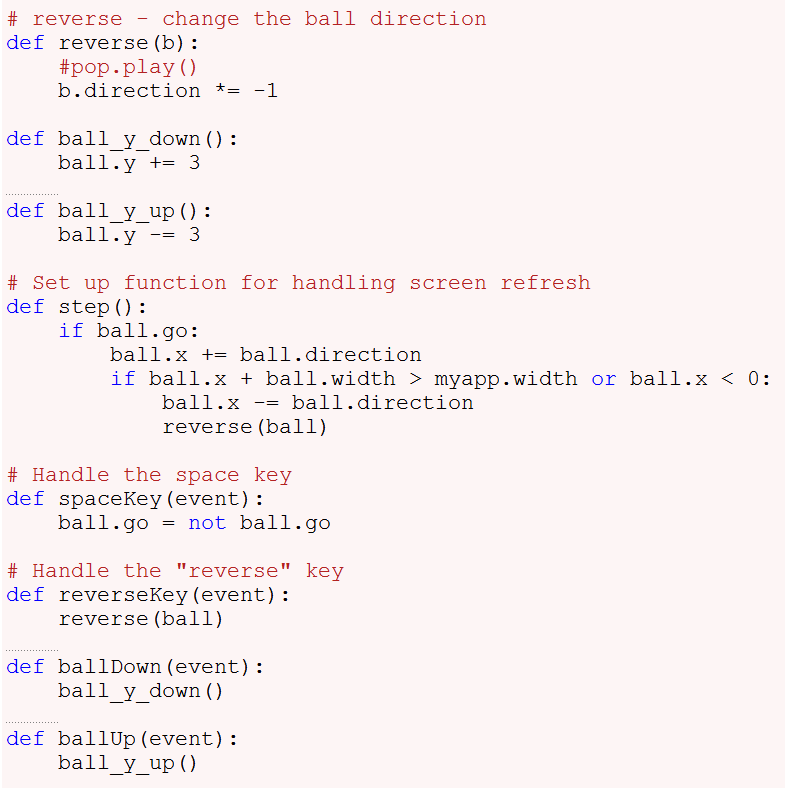 # reverse - change the ball direction
def reverse(b):
    #pop.play()
    b.direction *= -1
def ball_y_down():
    ball.y += 3
def ball_y_up():
    ball.y -= 3
# Set up function for handling screen refresh
def step():
    if ball.go:
        ball.x += ball.direction
        if ball.x + ball.width > myapp.width or ball.x < 0:
            ball.x -= ball.direction
            reverse(ball)
# Handle the space key
def spaceKey(event):
    ball.go = not ball.go
# Handle the "reverse" key
def reverseKey(event):
    reverse(ball)
def ballDown(event):
    ball_y_down()
def ballUp(event):
    ball_y_up()